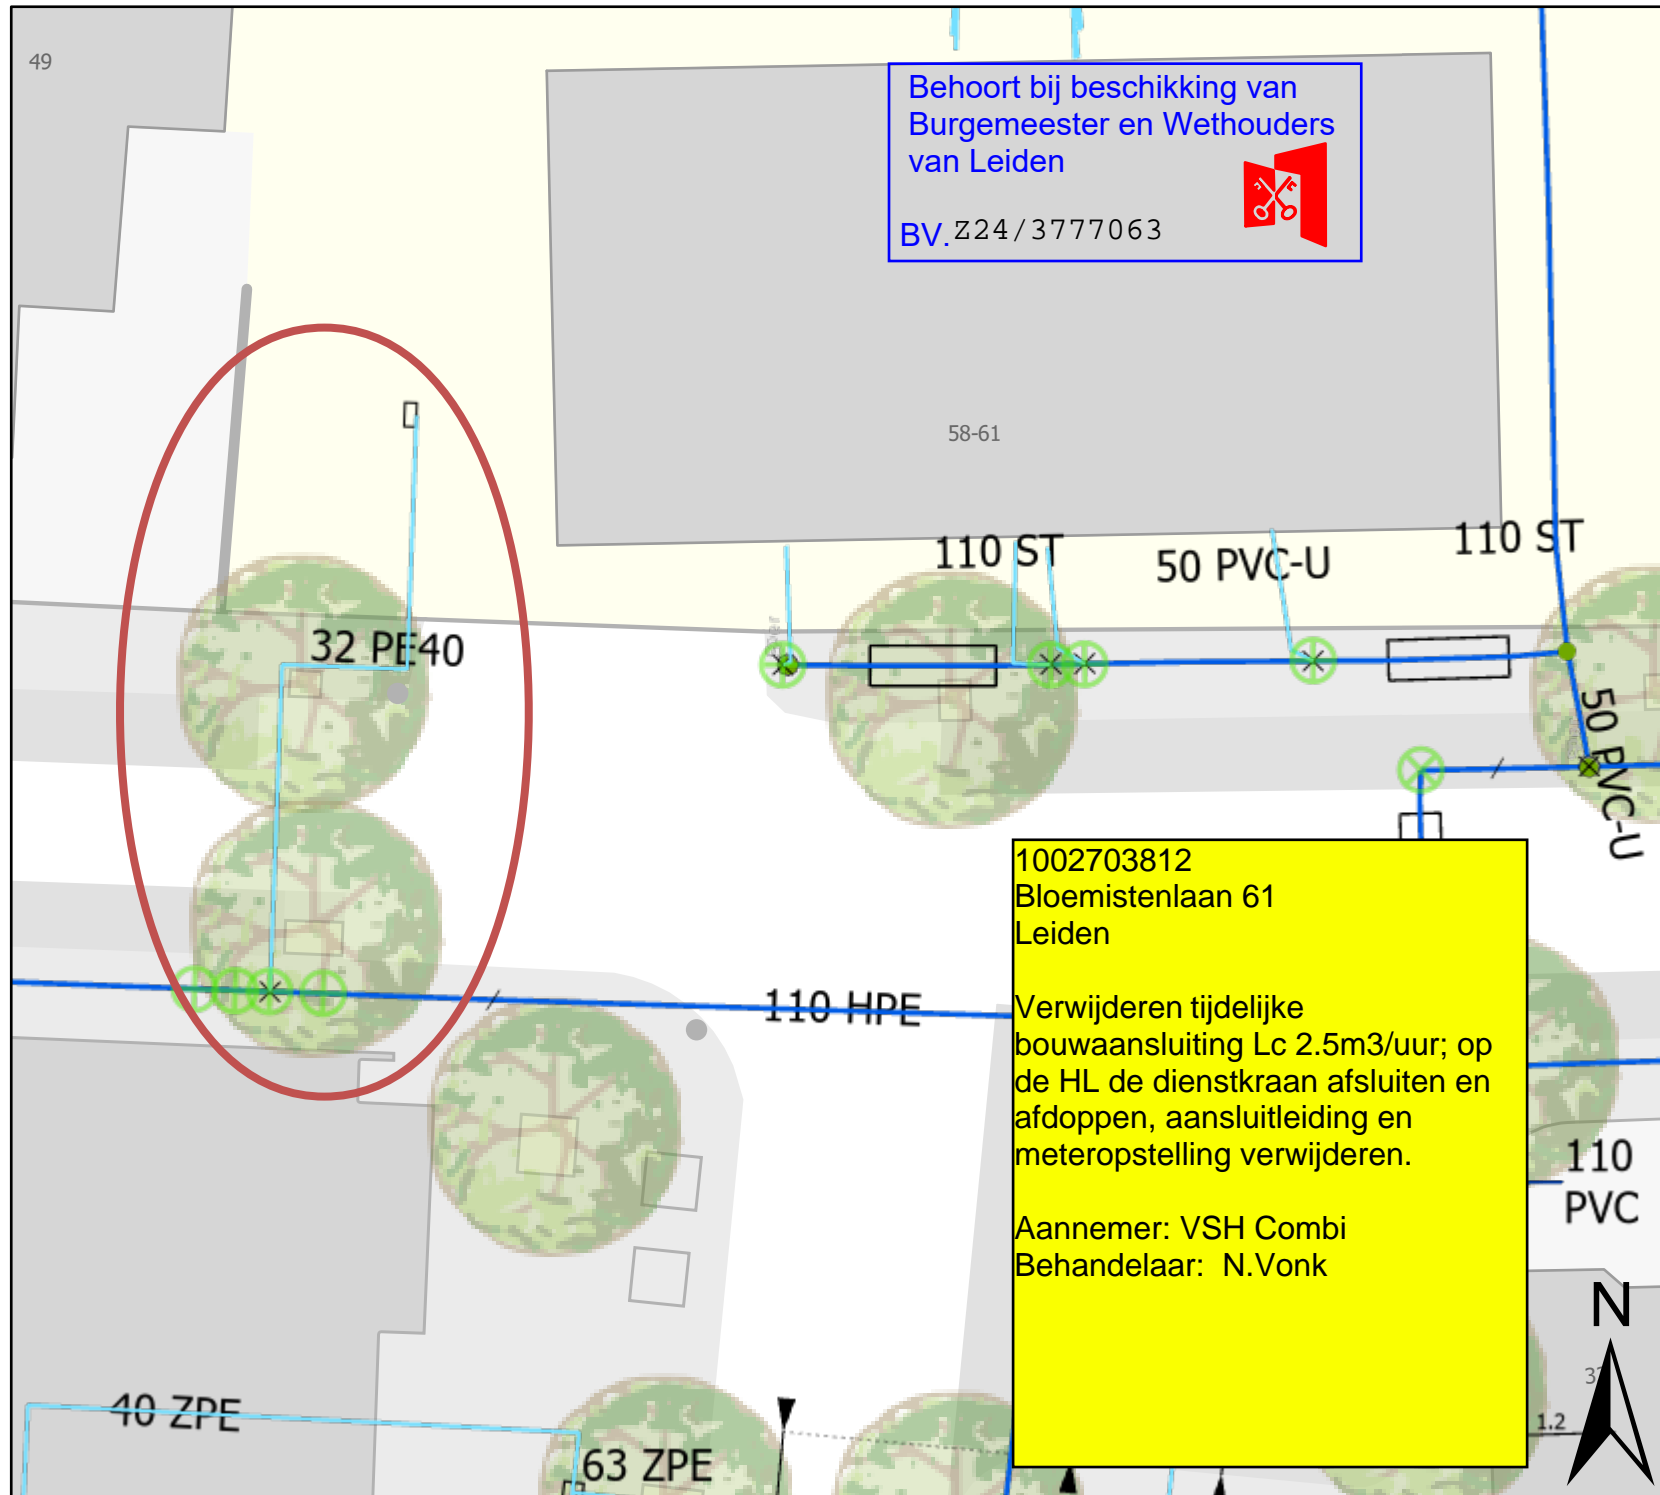 49
Behoort bij beschikking van
Burgemeester en Wethouders
van Leiden
BV. Z24/3777063
58-61
110 ST
50 PVC-U
110 ST
32 PE40
50 PVC-U
110 HPE
1002703812
Bloemistenlaan 61
Leiden
Verwijderen tijdelijke
bouwaansluiting Lc 2.5m3/uur; op
de HL de dienstkraan afsluiten en
afdoppen, aansluitleiding en
meteropstelling verwijderen.
Aannemer: VSH Combi
Behandelaar: N.Vonk
110
PVC
N
1.2
40 ZPE
63 ZPE